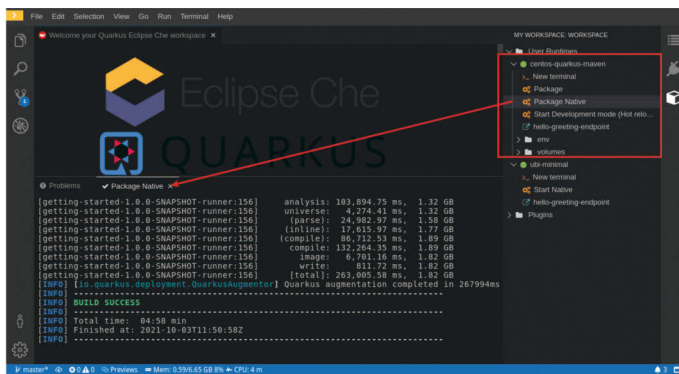 File Edit Selection View Go Run Terminal Help
Welcome your Quarkus Eclipse Che workspace ×
MY WORKSPACE: WORKSPACE
User Runtimes
centos-quarkus-maven
>_ New terminal
Package
Package Native
Start Development mode (Hot relo...
hello-greeting-endpoint
env
volumes
ubi-minimal
>_ New terminal
Start Native
hello-greeting-endpoint
Plugins
Eclipse Che
QUARKUS
Problems
Package Native ×
[getting-started-1.0.0-SNAPSHOT-runner:156] analysis: 103,894.75 ms, 1.32 GB
[getting-started-1.0.0-SNAPSHOT-runner:156] universe: 4,274.41 ms, 1.32 GB
[getting-started-1.0.0-SNAPSHOT-runner:156] (parse): 24,982.97 ms, 1.58 GB
[getting-started-1.0.0-SNAPSHOT-runner:156] (inline): 17,615.97 ms, 1.77 GB
[getting-started-1.0.0-SNAPSHOT-runner:156] (compile): 86,712.53 ms, 1.89 GB
[getting-started-1.0.0-SNAPSHOT-runner:156] compile: 132,264.35 ms, 1.89 GB
[getting-started-1.0.0-SNAPSHOT-runner:156] image: 6,701.16 ms, 1.82 GB
[getting-started-1.0.0-SNAPSHOT-runner:156] write: 811.72 ms, 1.82 GB
[getting-started-1.0.0-SNAPSHOT-runner:156] [total]: 263,005.58 ms, 1.82 GB
[INFO] [io.quarkus.deployment.QuarkusAugmentor] Quarkus augmentation completed in 267994ms
[INFO] ------------------------------------------------------------------------
[INFO] BUILD SUCCESS
[INFO] ------------------------------------------------------------------------
[INFO] Total time: 04:58 min
[INFO] Finished at: 2021-10-03T11:50:58Z
[INFO] ------------------------------------------------------------------------
master* 0 0 Previews Mem: 0.59/6.65 GB 8% CPU: 4 m
3
1